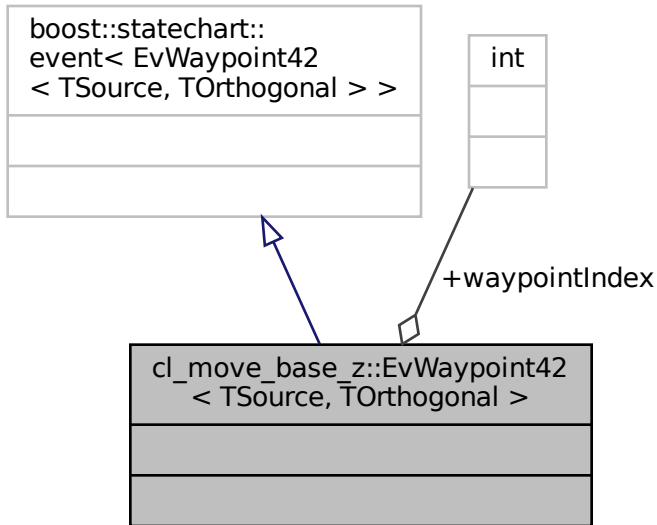 boost::statechart::
event< EvWaypoint42
< TSource, TOrthogonal > >
int
+waypointIndex
cl_move_base_z::EvWaypoint42
< TSource, TOrthogonal >